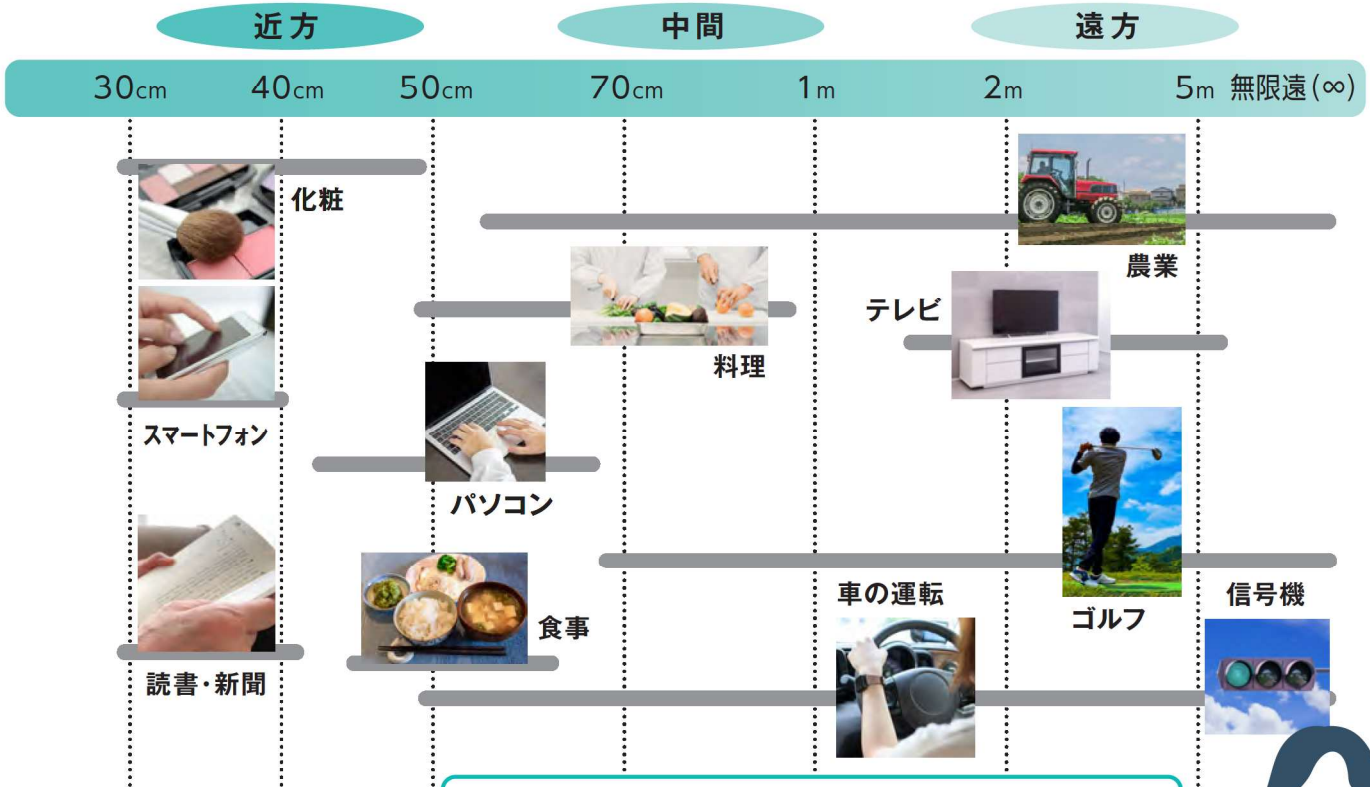 近方 中間 遠方
30cm 40cm 50cm 70cm 1m 2m 5m 無限遠(∞)
化粧
農業
テレビ
料理
スマートフォン
パソコン
車の運転
信号機
ゴルフ
食事
読書・新聞